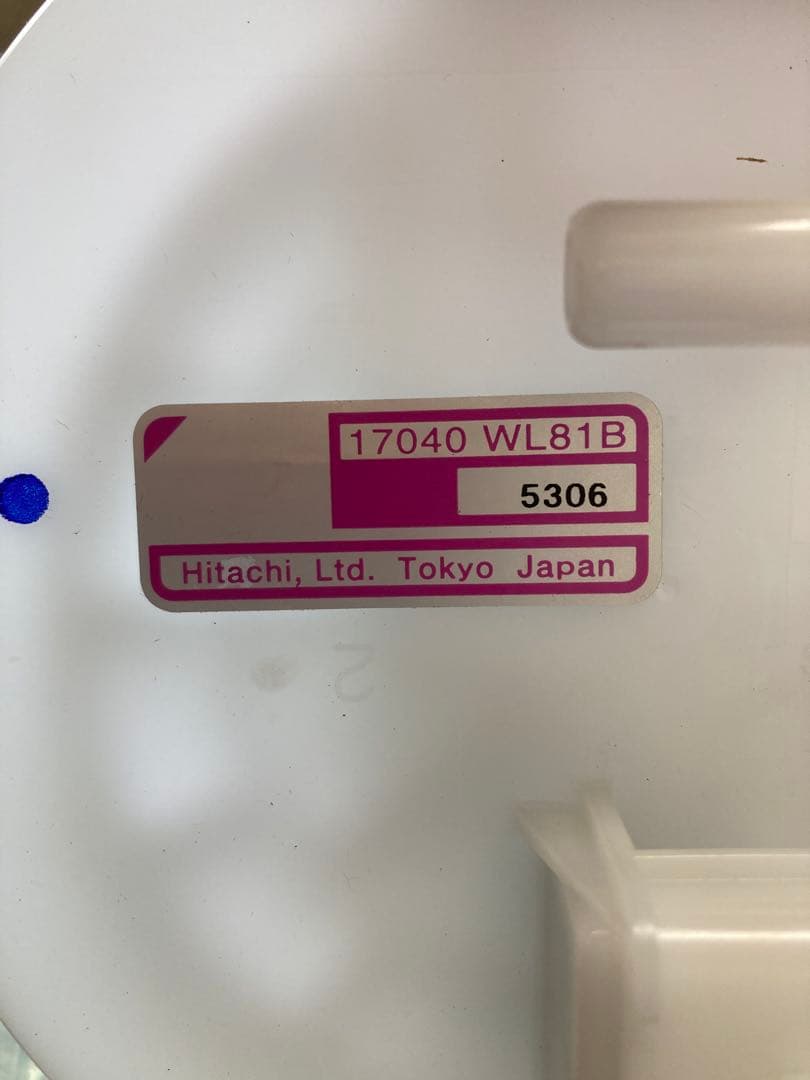 17040 WL81B
5306
Hitachi, Ltd. Tokyo Japan